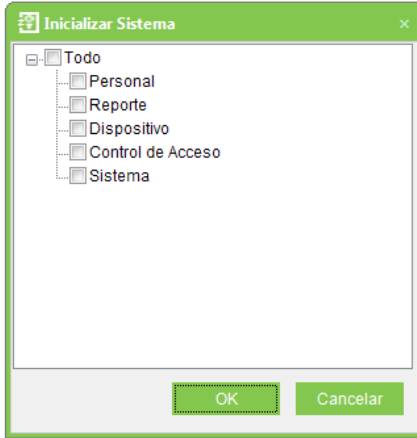 Inicializar Sistema
Todo
Personal
Reporte
Dispositivo
Control de Acceso
Sistema
OK
Cancelar